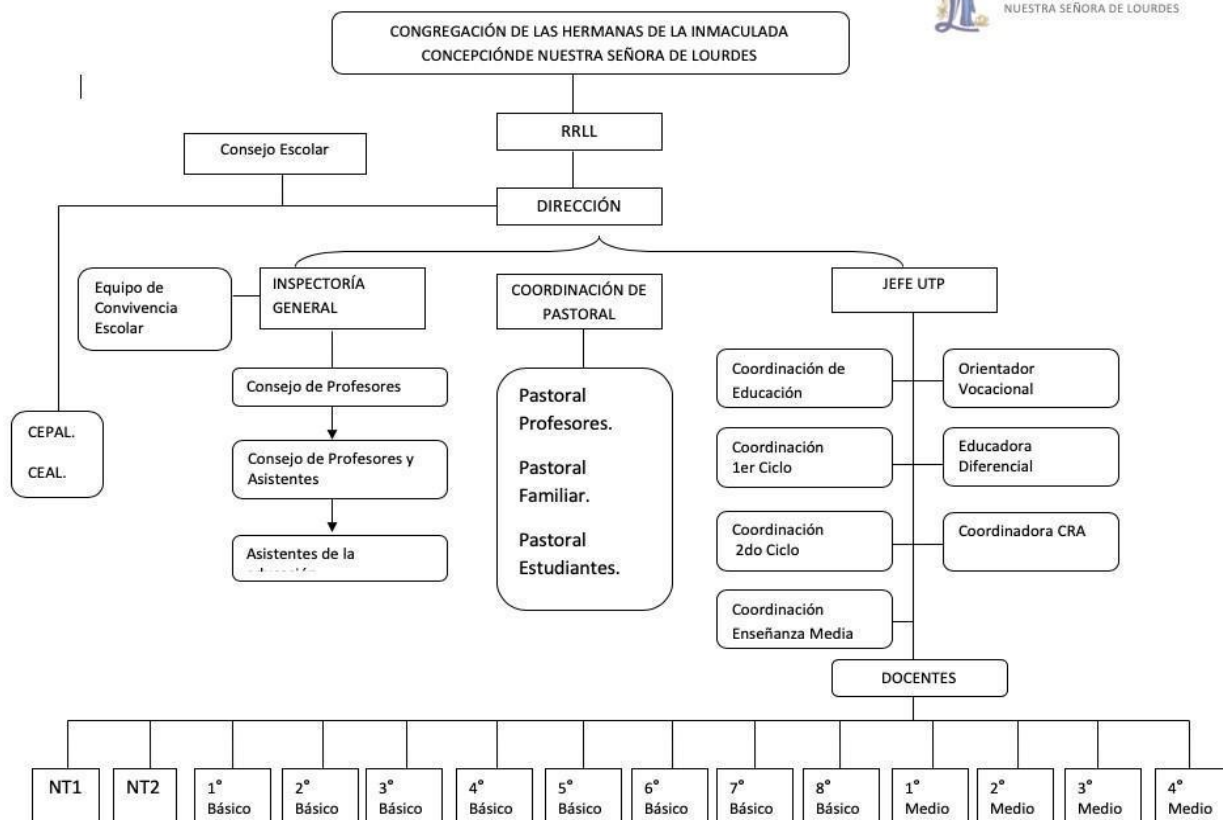 NUESTRA SEÑORA DE LOURDES
CONGREGACIÓN DE LAS HERMANAS DE LA INMACULADA
CONCEPCIÓNDE NUESTRA SEÑORA DE LOURDES
RRLL
Consejo Escolar
DIRECCIÓN
Equipo de
Convivencia
Escolar
INSPECTORÍA
GENERAL
COORDINACIÓN DE
PASTORAL
JEFE UTP
Consejo de Profesores
Consejo de Profesores y
Asistentes
Asistentes de la
CEPAL.
CEAL.
Pastoral
Profesores.
Pastoral
Familiar.
Pastoral
Estudiantes.
Coordinación de
Educación
Orientador
Vocacional
Coordinación
1er Ciclo
Educadora
Diferencial
Coordinación
2do Ciclo
Coordinadora CRA
Coordinación
Enseñanza Media
DOCENTES
NT1
NT2
1°
Básico
2°
Básico
3°
Básico
4°
Básico
5°
Básico
6°
Básico
7°
Básico
8°
Básico
1°
Medio
2°
Medio
3°
Medio
4°
Medio